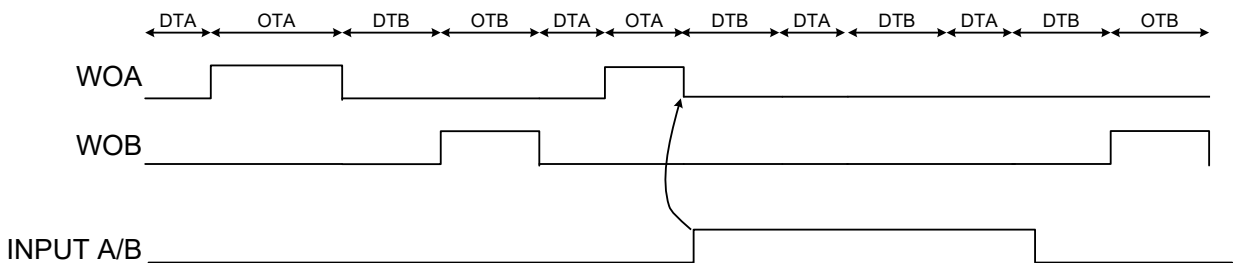 DTA OTA DTB OTB DTA OTA DTB DTA DTB DTA DTB OTB
WOA
WOB
INPUT A/B